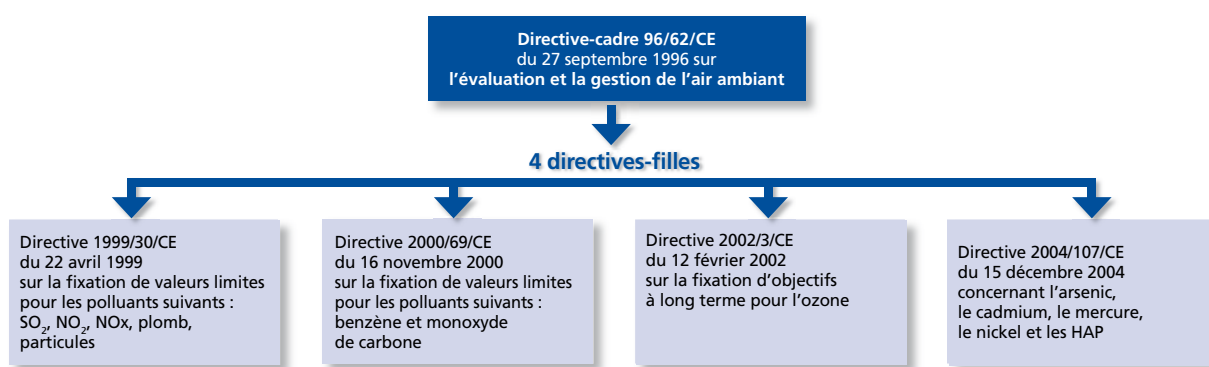 Directive-cadre 96/62/CE
du 27 septembre 1996 sur
l'évaluation et la gestion de l'air ambiant
4 directives-filles
Directive 1999/30/CE
du 22 avril 1999
sur la fixation de valeurs limites
pour les polluants suivants :
SO₂, NO₂, NOx, plomb,
particules
Directive 2000/69/CE
du 16 novembre 2000
sur la fixation de valeurs limites
pour les polluants suivants :
benzène et monoxyde
de carbone
Directive 2002/3/CE
du 12 février 2002
sur la fixation d'objectifs
à long terme pour l'ozone
Directive 2004/107/CE
du 15 décembre 2004
concernant l'arsenic,
le cadmium, le mercure,
le nickel et les HAP